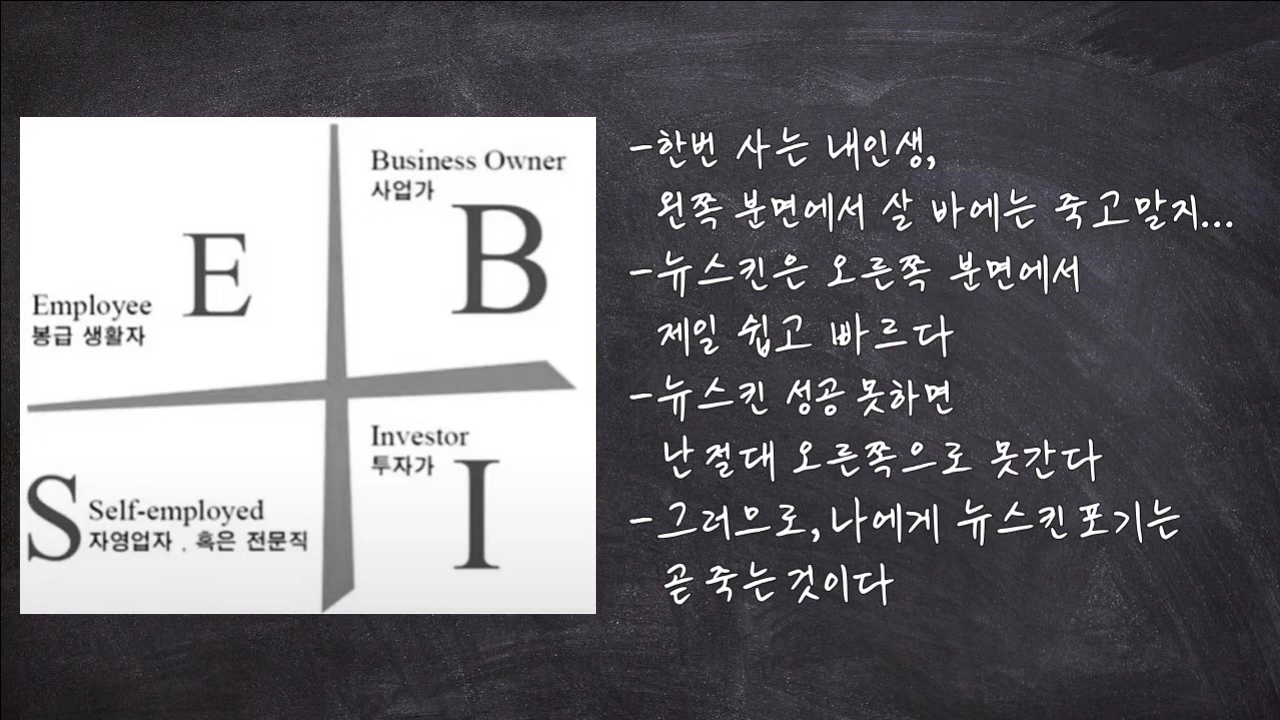 Business Owner
사업가
B
E
Employee
봉급 생활자
Investor
투자가
I
S
Self-employed
자영업자 . 혹은 전문직
-한번 사는 내인생,
왼쪽 분면에서 살 바에는 죽고말지...
-뉴스킨은 오른쪽 분면에서
제일 쉽고 빠르다
-뉴스킨 성공 못하면
난 절대 오른쪽으로 못간다
-그러므로, 나에게 뉴스킨포기는
곧 죽는것이다